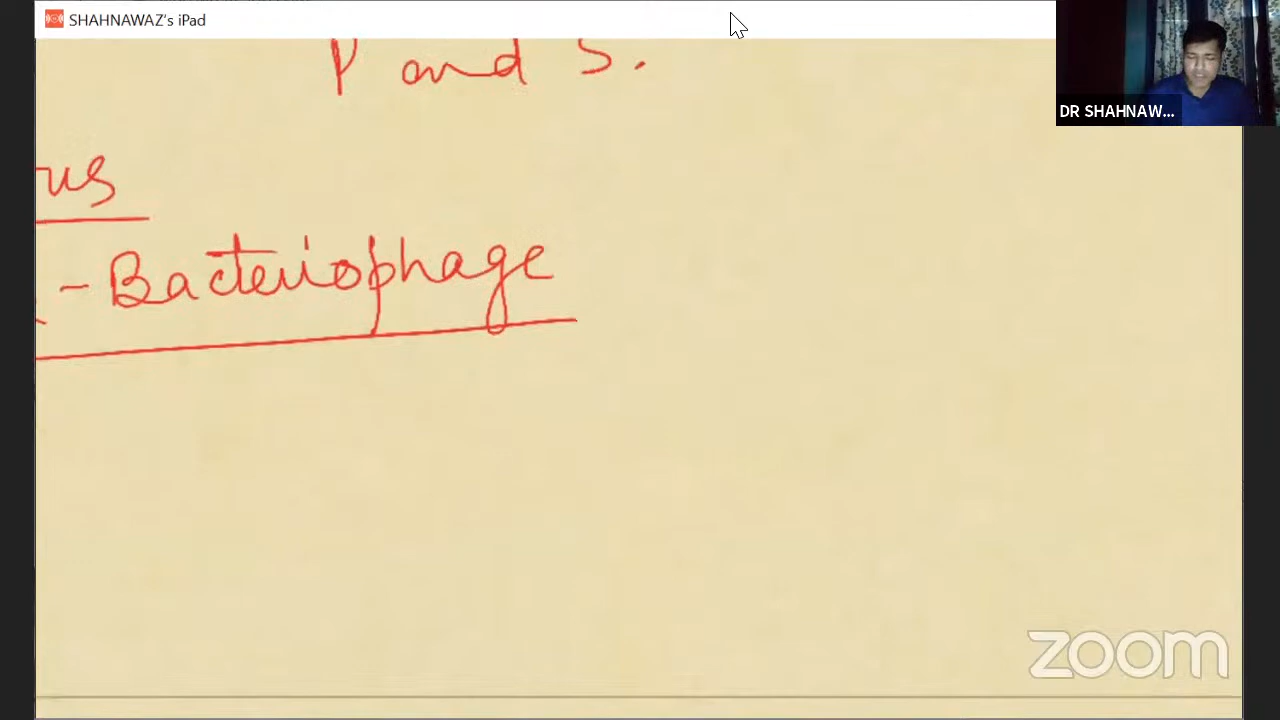 SHAHNAWAZ's iPad
DR SHAHNAW...
P and S.
us
- Bacteriophage
zoom